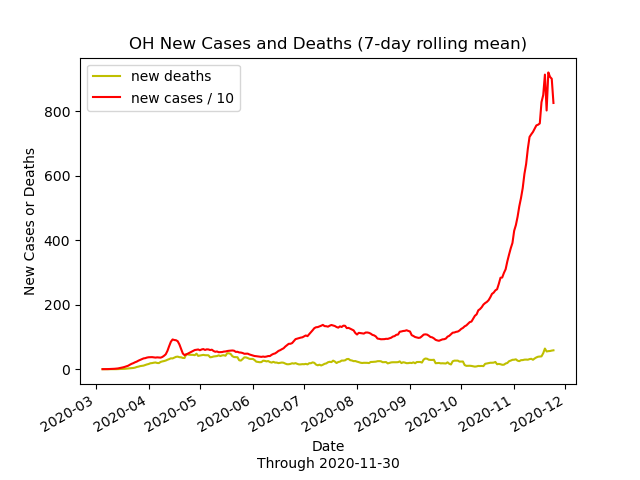 OH New Cases and Deaths (7-day rolling mean)
new deaths
new cases / 10
New Cases or Deaths
800
600
400
200
0
2020-03
2020-04
2020-05
2020-06
2020-07
2020-08
2020-09
2020-10
2020-11
2020-12
Date
Through 2020-11-30